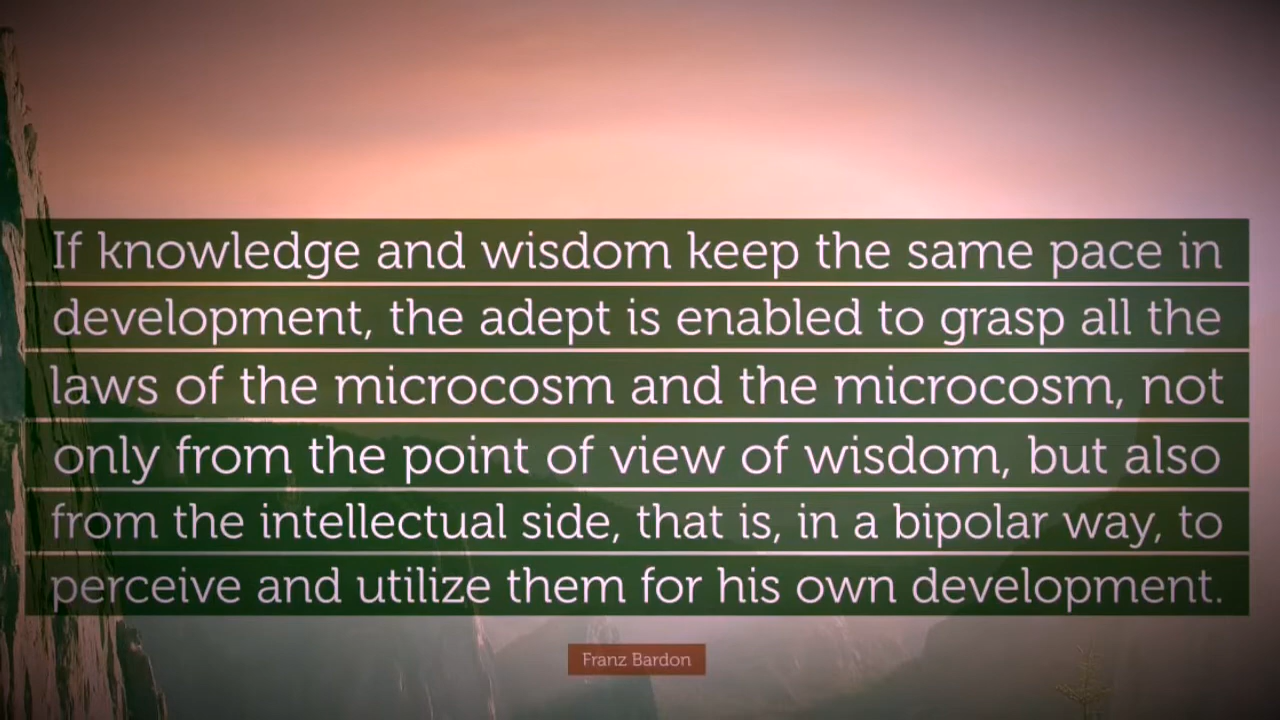 If knowledge and wisdom keep the same pace in
development, the adept is enabled to grasp all the
laws of the microcosm and the microcosm, not
only from the point of view of wisdom, but also
from the intellectual side, that is, in a bipolar way, to
perceive and utilize them for his own development.
Franz Bardon